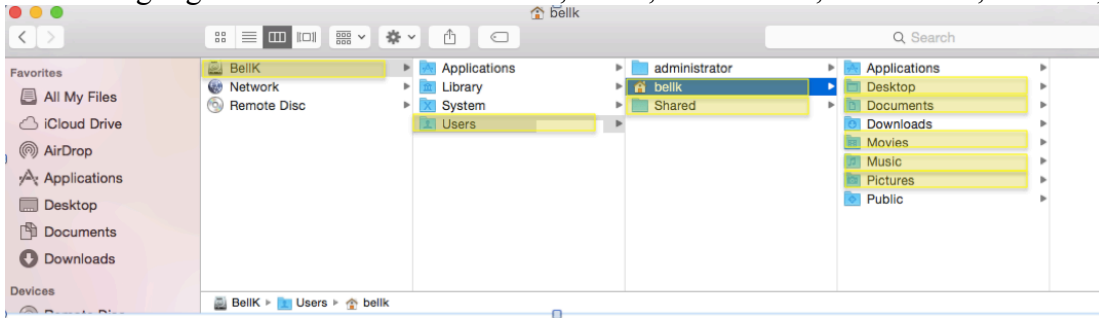 bellk
Search
Favorites
All My Files
iCloud Drive
AirDrop
Applications
Desktop
Documents
Downloads
Devices
BellK
Network
Remote Disc
Applications
Library
System
Users
administrator
bellk
Shared
Applications
Desktop
Documents
Downloads
Movies
Music
Pictures
Public
BellK Users bellk